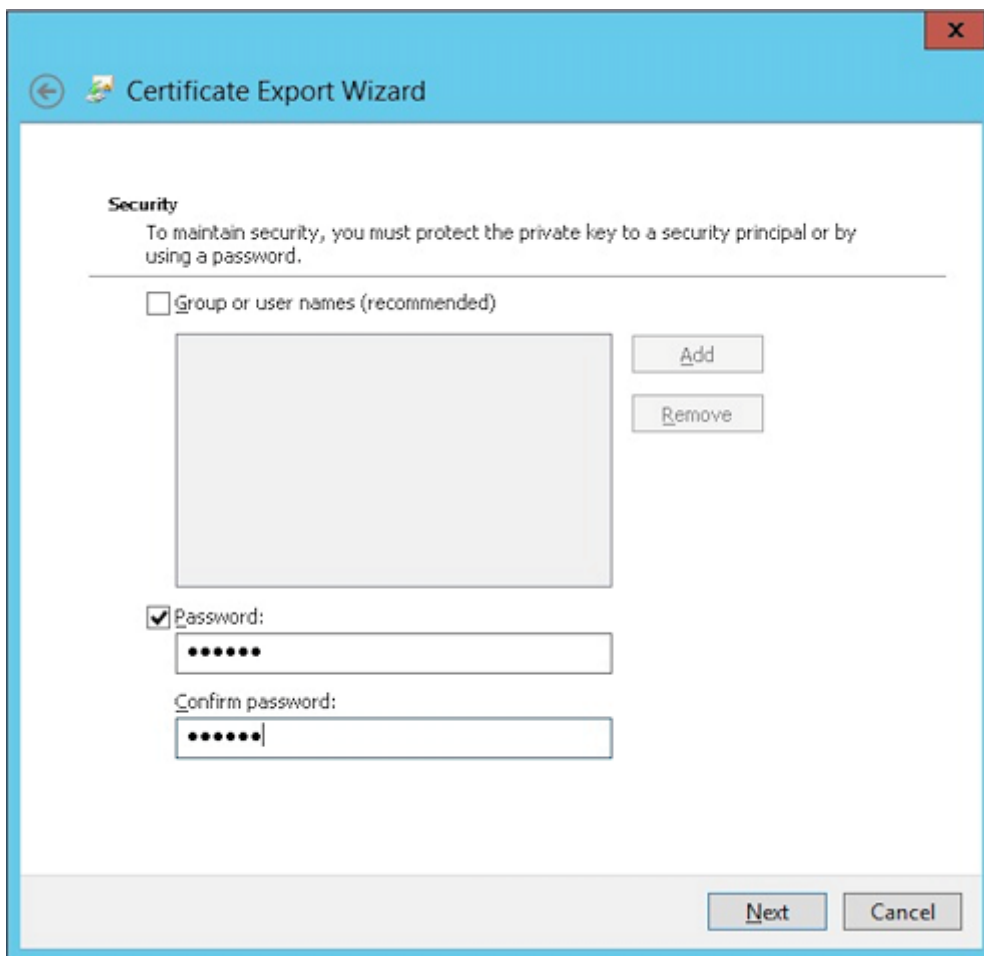 x
Certificate Export Wizard
Security
To maintain security, you must protect the private key to a security principal or by
using a password.
Group or user names (recommended)
Add
Remove
Password:
••••••
Confirm password:
••••••
Next
Cancel